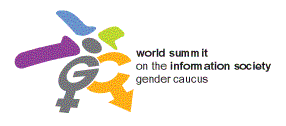 world summit
on the information society
gender caucus